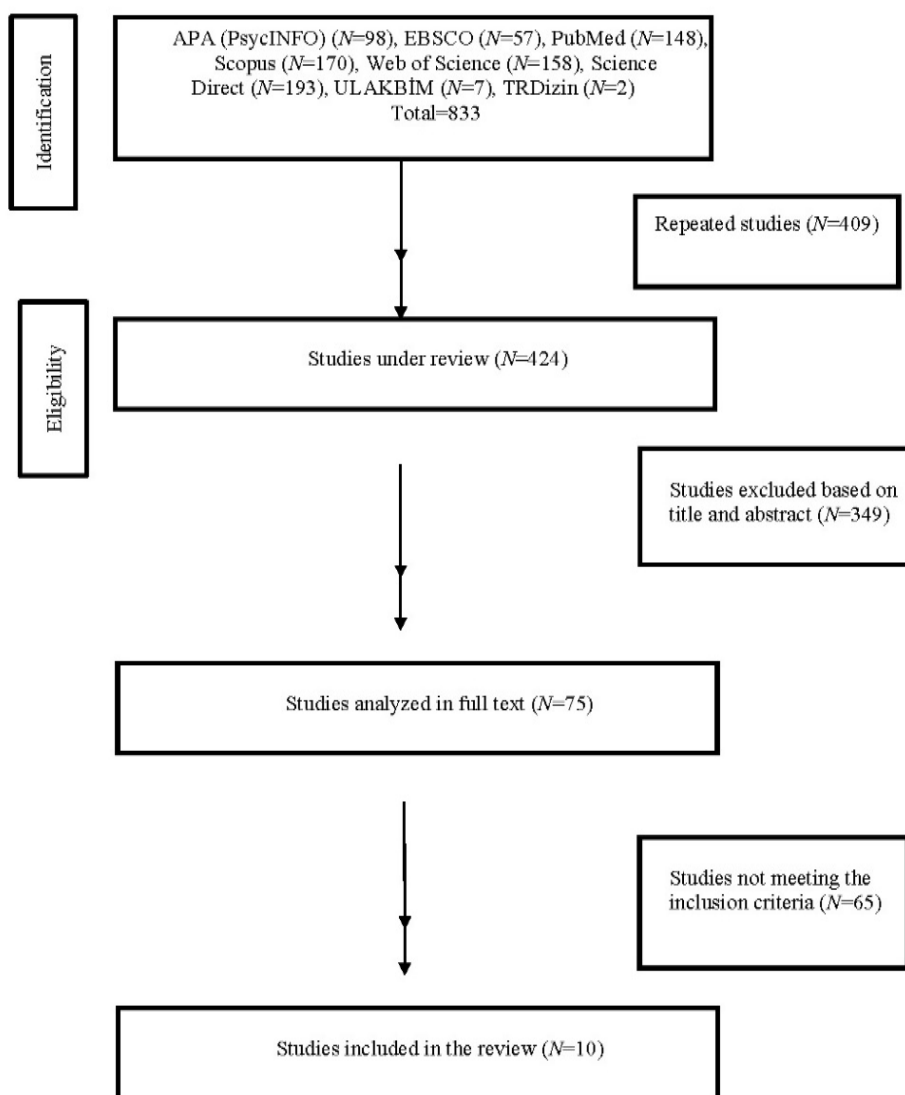 Identification
APA (PsycINFO) (N=98), EBSCO (N=57), PubMed (N=148),
Scopus (N=170), Web of Science (N=158), Science
Direct (N=193), ULAKBİM (N=7), TRDizin (N=2)
Total=833
Repeated studies (N=409)
Eligibility
Studies under review (N=424)
Studies excluded based on
title and abstract (N=349)
Studies analyzed in full text (N=75)
Studies not meeting the
inclusion criteria (N=65)
Studies included in the review (N=10)